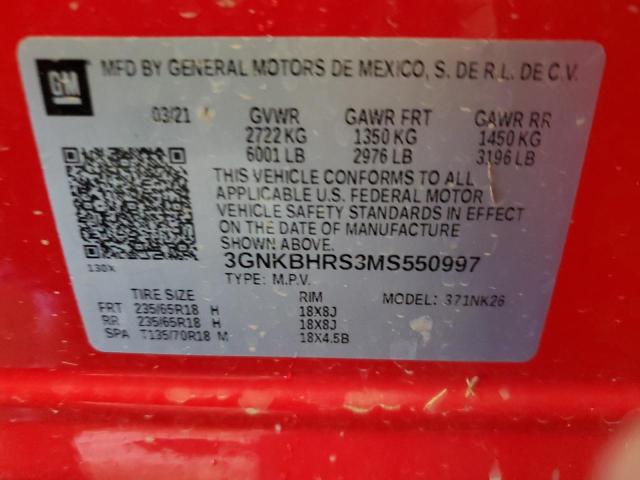 GM MFD BY GENERAL MOTORS DE MEXICO, S. DE R.L. DE C.V.
03/21 GVWR GAWR FRT GAWR RR
2722 KG 1350 KG 1450 KG
6001 LB 2976 LB 3196 LB
THIS VEHICLE CONFORMS TO ALL
APPLICABLE U.S. FEDERAL MOTOR
VEHICLE SAFETY STANDARDS IN EFFECT
ON THE DATE OF MANUFACTURE
SHOWN ABOVE.
130X 3GNKBHRS3MS550997
TYPE: M.P.V.
TIRE SIZE RIM MODEL: 371NK26
FRT 235/65R18 H 18X8J
RR 235/65R18 H 18X8J
SPA T135/70R18 M 18X4.5B